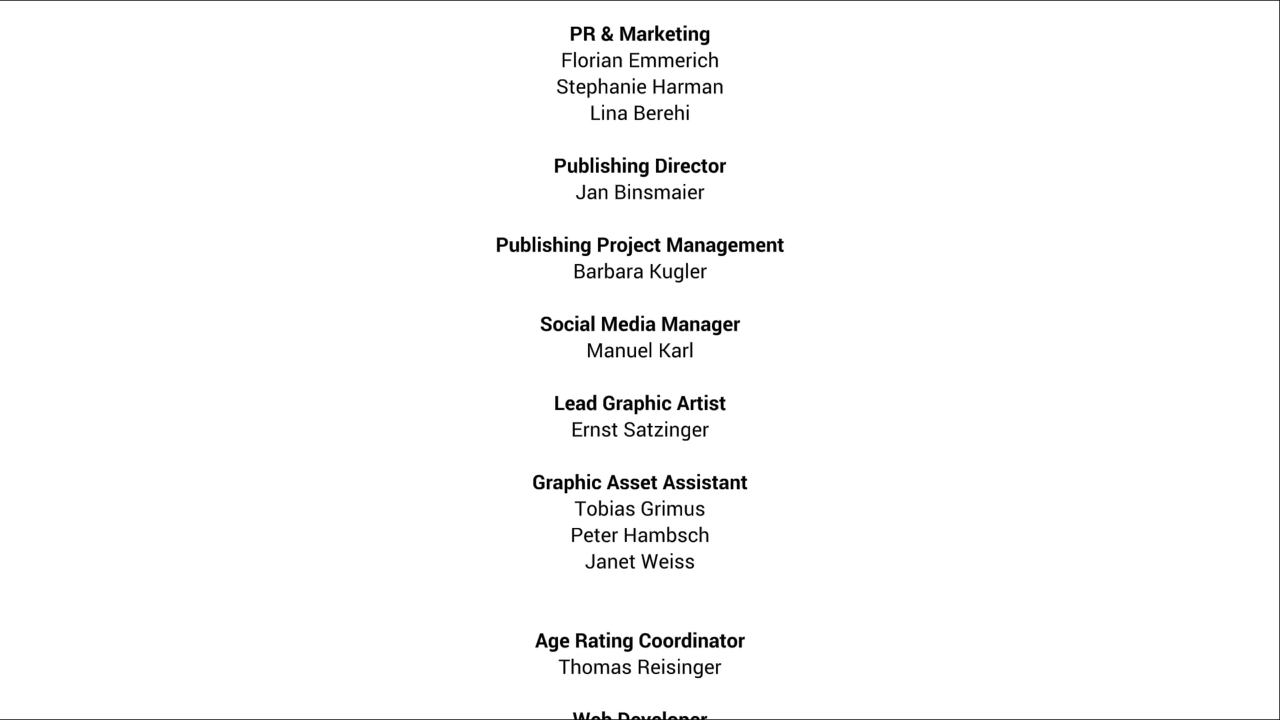 PR & Marketing
Florian Emmerich
Stephanie Harman
Lina Berehi
Publishing Director
Jan Binsmaier
Publishing Project Management
Barbara Kugler
Social Media Manager
Manuel Karl
Lead Graphic Artist
Ernst Satzinger
Graphic Asset Assistant
Tobias Grimus
Peter Hambsch
Janet Weiss
Age Rating Coordinator
Thomas Reisinger
Web Developer